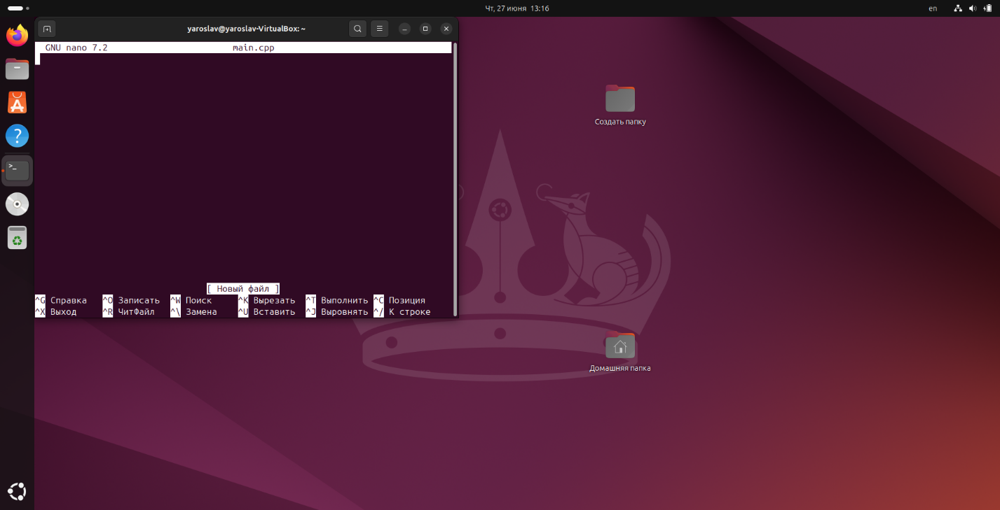 Чт, 27 июня 13:16
en
yaroslav@yaroslav-VirtualBox: ~
GNU nano 7.2 main.cpp
[ Новый файл ]
^G Справка ^O Записать ^W Поиск ^K Вырезать ^T Выполнить ^C Позиция
^X Выход ^R ЧитФайл ^\ Замена ^U Вставить ^J Выровнять ^/ К строке
Создать папку
Домашняя папка